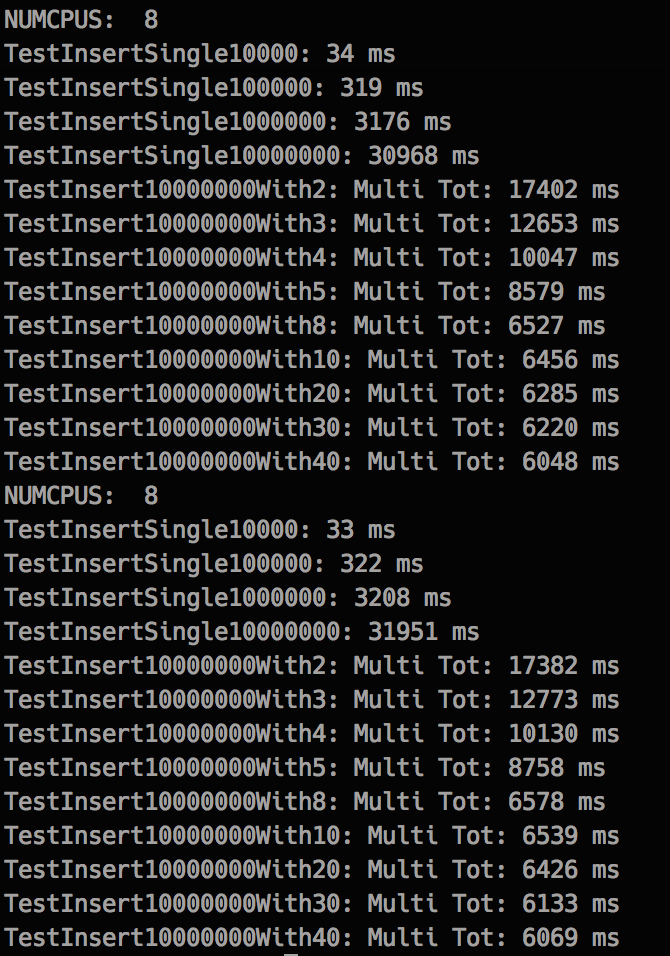 NUMCPUS:  8
TestInsertSingle10000: 34 ms
TestInsertSingle100000: 319 ms
TestInsertSingle1000000: 3176 ms
TestInsertSingle10000000: 30968 ms
TestInsert10000000With2: Multi Tot: 17402 ms
TestInsert10000000With3: Multi Tot: 12653 ms
TestInsert10000000With4: Multi Tot: 10047 ms
TestInsert10000000With5: Multi Tot: 8579 ms
TestInsert10000000With8: Multi Tot: 6527 ms
TestInsert10000000With10: Multi Tot: 6456 ms
TestInsert10000000With20: Multi Tot: 6285 ms
TestInsert10000000With30: Multi Tot: 6220 ms
TestInsert10000000With40: Multi Tot: 6048 ms
NUMCPUS:  8
TestInsertSingle10000: 33 ms
TestInsertSingle100000: 322 ms
TestInsertSingle1000000: 3208 ms
TestInsertSingle10000000: 31951 ms
TestInsert10000000With2: Multi Tot: 17382 ms
TestInsert10000000With3: Multi Tot: 12773 ms
TestInsert10000000With4: Multi Tot: 10130 ms
TestInsert10000000With5: Multi Tot: 8758 ms
TestInsert10000000With8: Multi Tot: 6578 ms
TestInsert10000000With10: Multi Tot: 6539 ms
TestInsert10000000With20: Multi Tot: 6426 ms
TestInsert10000000With30: Multi Tot: 6133 ms
TestInsert10000000With40: Multi Tot: 6069 ms